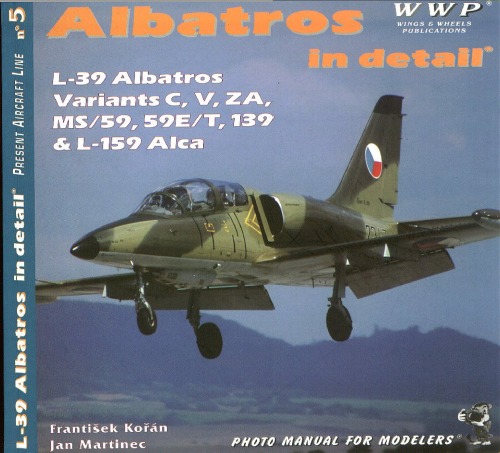 Albatros
in detail®
WWP®
WINGS & WHEELS
PUBLICATIONS
L-39 Albatros
Variants C, V, ZA,
MS/59, 59E/T, 139
& L-159 Alca
František Kořán
Jan Martinec
PHOTO MANUAL FOR MODELERS®
L-39 Albatros in detail® PRESENT AIRCRAFT LINE n°5